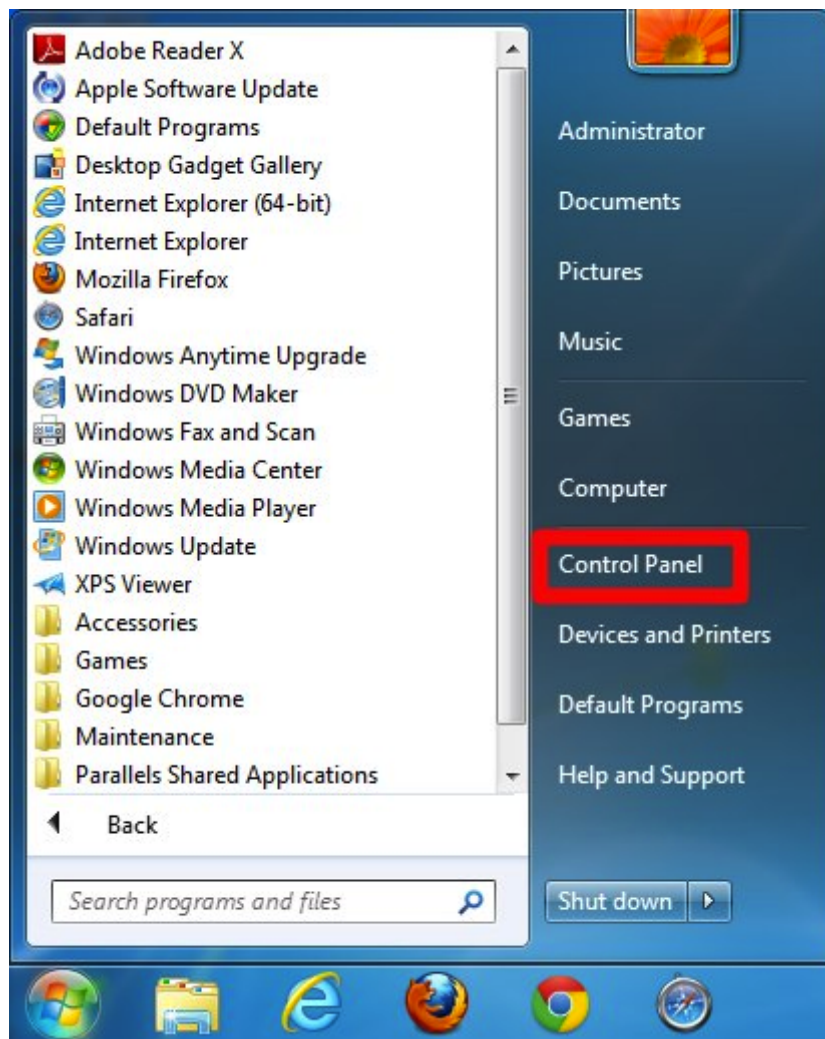 Adobe Reader X
Apple Software Update
Default Programs
Desktop Gadget Gallery
Internet Explorer (64-bit)
Internet Explorer
Mozilla Firefox
Safari
Windows Anytime Upgrade
Windows DVD Maker
Windows Fax and Scan
Windows Media Center
Windows Media Player
Windows Update
XPS Viewer
Accessories
Games
Google Chrome
Maintenance
Parallels Shared Applications
Back
Search programs and files
Administrator
Documents
Pictures
Music
Games
Computer
Control Panel
Devices and Printers
Default Programs
Help and Support
Shut down